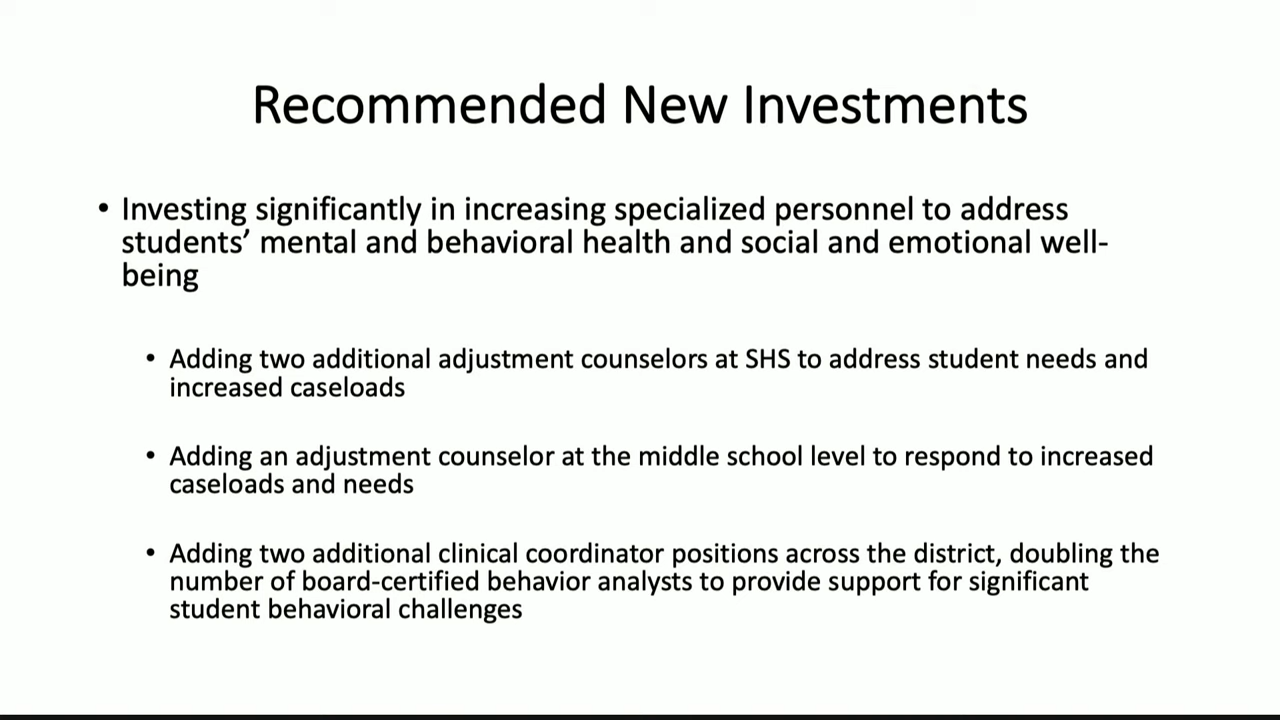 Recommended New Investments
• Investing significantly in increasing specialized personnel to address
students’ mental and behavioral health and social and emotional well-
being
• Adding two additional adjustment counselors at SHS to address student needs and
increased caseloads
• Adding an adjustment counselor at the middle school level to respond to increased
caseloads and needs
• Adding two additional clinical coordinator positions across the district, doubling the
number of board-certified behavior analysts to provide support for significant
student behavioral challenges